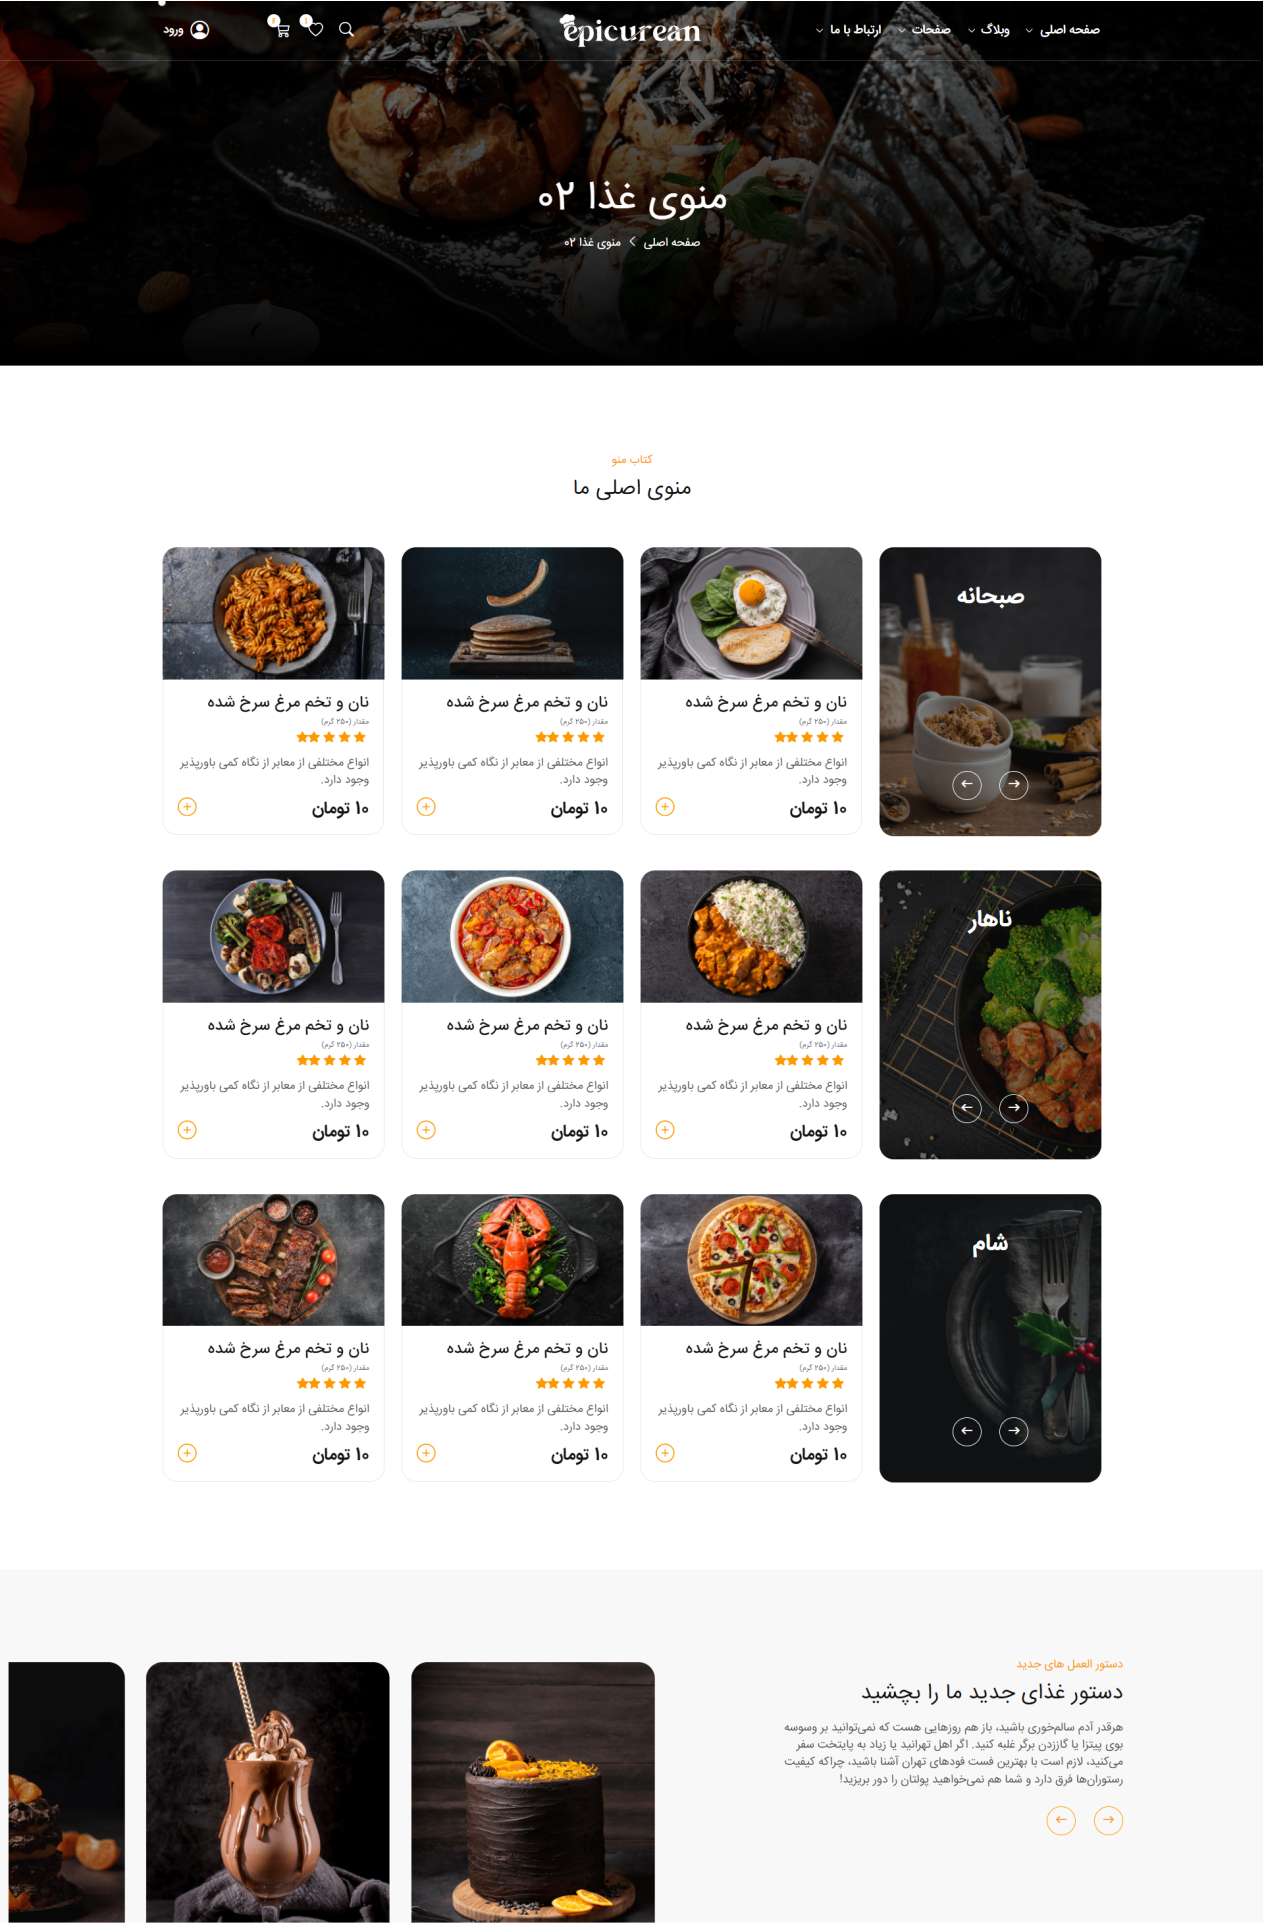 صفحه اصلی
وبلاگ
صفحات
ارتباط با ما
epicurean
ورود
منوی غذا ۰۲
صفحه اصلی
منوی غذا ۰۲
کتاب منو
منوی اصلی ما
صبحانه
نان و تخم مرغ سرخ شده
مقدار (۲۵۰ گرم)
انواع مختلفی از معابر از نگاه کمی باورپذیر
وجود دارد.
۱۰ تومان
نان و تخم مرغ سرخ شده
مقدار (۲۵۰ گرم)
انواع مختلفی از معابر از نگاه کمی باورپذیر
وجود دارد.
۱۰ تومان
نان و تخم مرغ سرخ شده
مقدار (۲۵۰ گرم)
انواع مختلفی از معابر از نگاه کمی باورپذیر
وجود دارد.
۱۰ تومان
ناهار
نان و تخم مرغ سرخ شده
مقدار (۲۵۰ گرم)
انواع مختلفی از معابر از نگاه کمی باورپذیر
وجود دارد.
۱۰ تومان
نان و تخم مرغ سرخ شده
مقدار (۲۵۰ گرم)
انواع مختلفی از معابر از نگاه کمی باورپذیر
وجود دارد.
۱۰ تومان
نان و تخم مرغ سرخ شده
مقدار (۲۵۰ گرم)
انواع مختلفی از معابر از نگاه کمی باورپذیر
وجود دارد.
۱۰ تومان
شام
نان و تخم مرغ سرخ شده
مقدار (۲۵۰ گرم)
انواع مختلفی از معابر از نگاه کمی باورپذیر
وجود دارد.
۱۰ تومان
نان و تخم مرغ سرخ شده
مقدار (۲۵۰ گرم)
انواع مختلفی از معابر از نگاه کمی باورپذیر
وجود دارد.
۱۰ تومان
نان و تخم مرغ سرخ شده
مقدار (۲۵۰ گرم)
انواع مختلفی از معابر از نگاه کمی باورپذیر
وجود دارد.
۱۰ تومان
دستور العمل های جدید
دستور غذای جدید ما را بچشید
هرقدر آدم سالم‌خوری باشید، باز هم روزهایی هست که نمی‌توانید بر وسوسه
بوی پیتزا یا گاززدن برگر غلبه کنید. اگر اهل تهرانید یا زیاد به پایتخت سفر
می‌کنید، لازم است با بهترین فست فودهای تهران آشنا باشید، چراکه کیفیت
رستوران‌ها فرق دارد و شما هم نمی‌خواهید پولتان را دور بریزید!